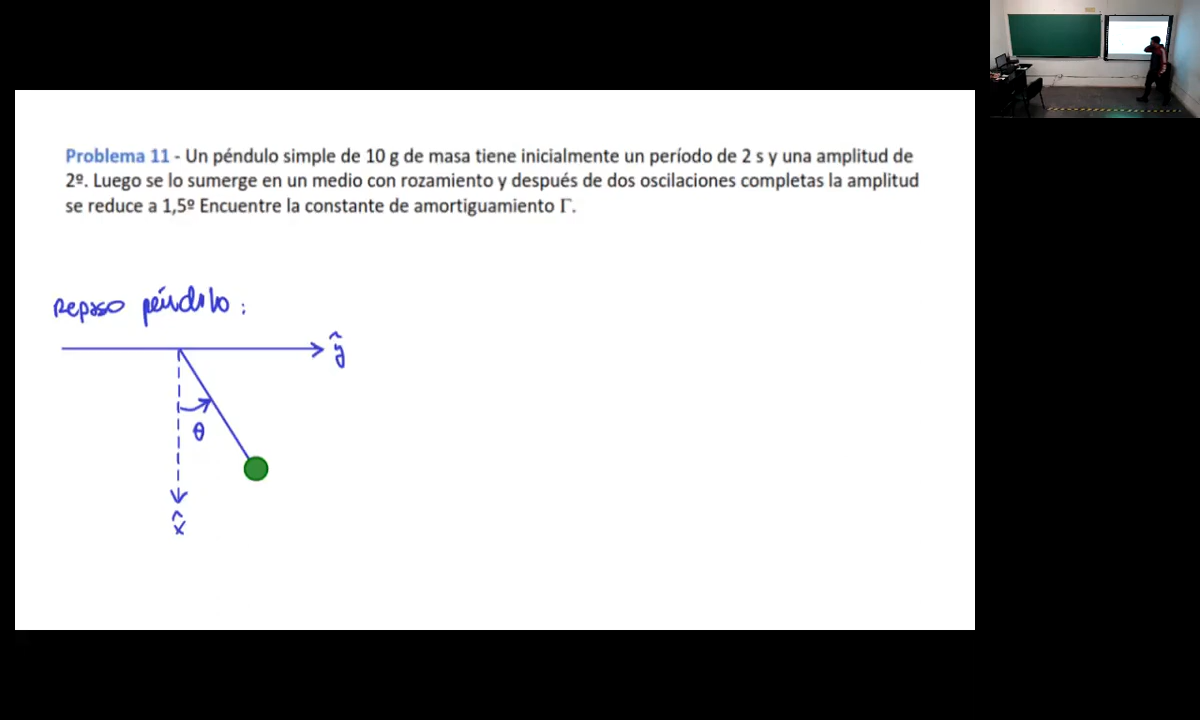 Problema 11 - Un péndulo simple de 10 g de masa tiene inicialmente un período de 2 s y una amplitud de
2º. Luego se lo sumerge en un medio con rozamiento y después de dos oscilaciones completas la amplitud
se reduce a 1,5º Encuentre la constante de amortiguamiento Γ.
Repaso péndulo :
ŷ
θ
x̂